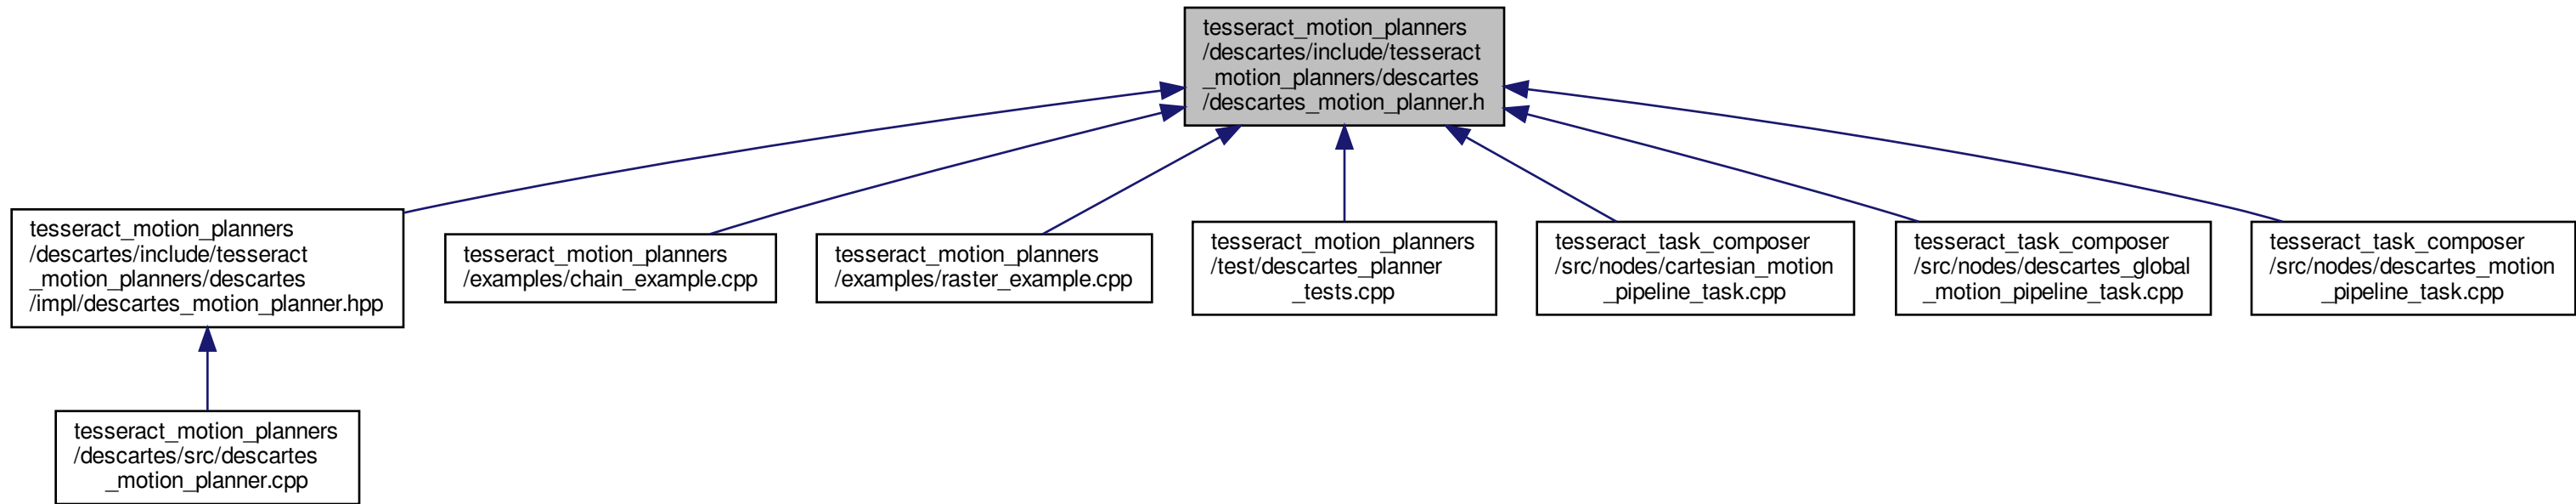 tesseract_motion_planners
/descartes/include/tesseract
_motion_planners/descartes
/descartes_motion_planner.h
tesseract_motion_planners
/descartes/include/tesseract
_motion_planners/descartes
/impl/descartes_motion_planner.hpp
tesseract_motion_planners
/examples/chain_example.cpp
tesseract_motion_planners
/examples/raster_example.cpp
tesseract_motion_planners
/test/descartes_planner
_tests.cpp
tesseract_task_composer
/src/nodes/cartesian_motion
_pipeline_task.cpp
tesseract_task_composer
/src/nodes/descartes_global
_motion_pipeline_task.cpp
tesseract_task_composer
/src/nodes/descartes_motion
_pipeline_task.cpp
tesseract_motion_planners
/descartes/src/descartes
_motion_planner.cpp